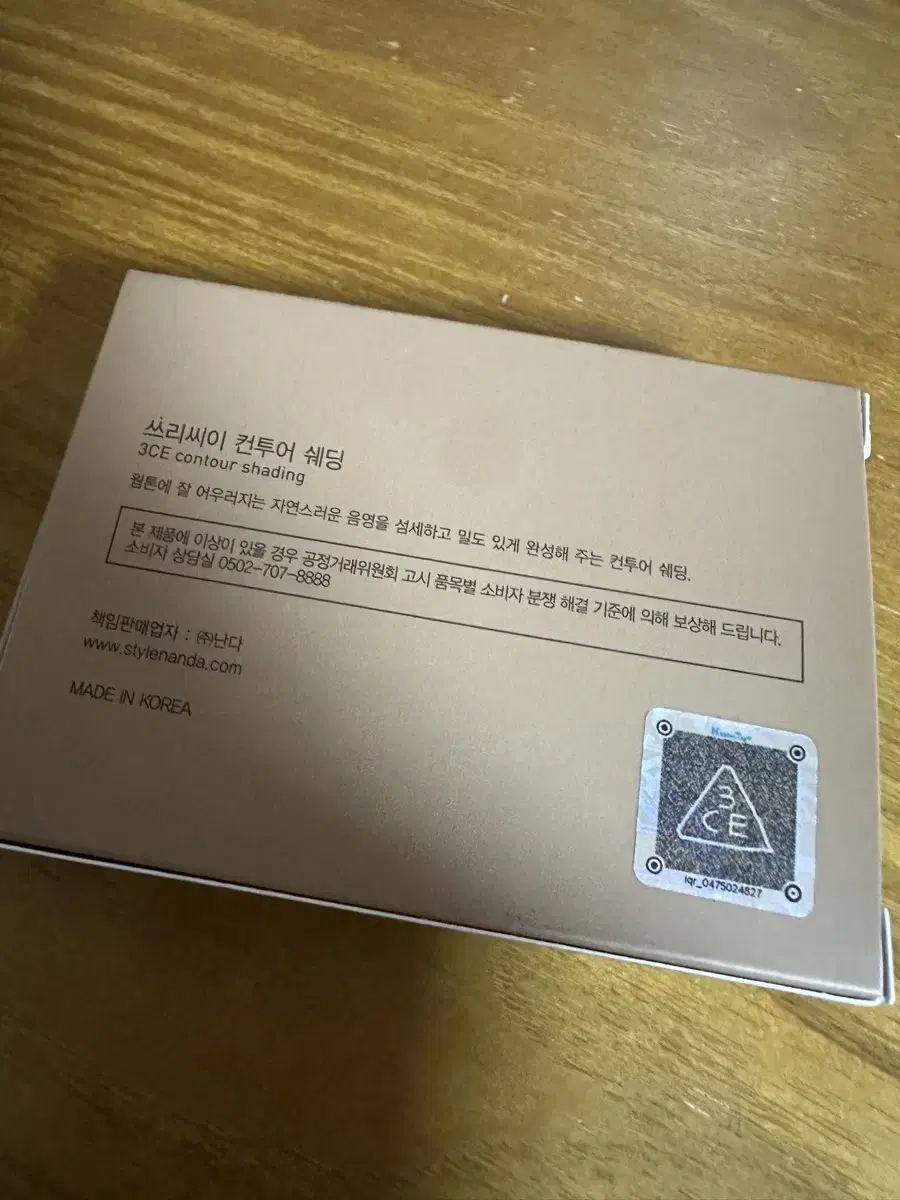 쓰리씨이 컨투어 쉐딩
3CE contour shading
웜톤에 잘 어우러지는 자연스러운 음영을 섬세하고 밀도 있게 완성해 주는 컨투어 쉐딩.
본 제품에 이상이 있을 경우 공정거래위원회 고시 품목별 소비자 분쟁 해결 기준에 의해 보상해 드립니다.
소비자 상담실 0502-707-8888
책임판매업자 : ㈜난다
www.stylenanda.com
MADE IN KOREA
3
CE
iqr_0475024827